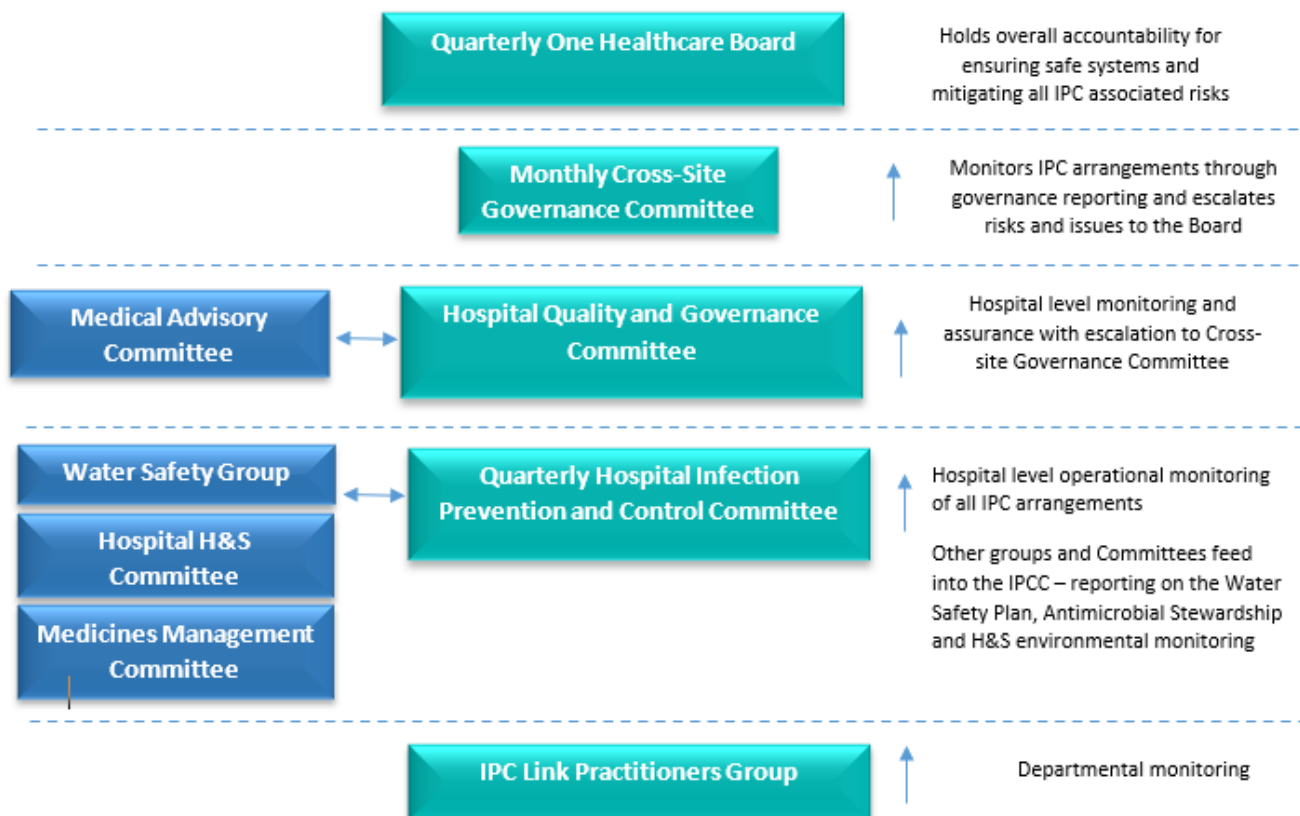 Quarterly One Healthcare Board
Holds overall accountability for
ensuring safe systems and
mitigating all IPC associated risks
Monthly Cross-Site
Governance Committee
Monitors IPC arrangements through
governance reporting and escalates
risks and issues to the Board
Medical Advisory
Committee
Hospital Quality and Governance
Committee
Hospital level monitoring and
assurance with escalation to Cross-
site Governance Committee
Water Safety Group
Hospital H&S
Committee
Medicines Management
Committee
Quarterly Hospital Infection
Prevention and Control Committee
Hospital level operational monitoring
of all IPC arrangements
Other groups and Committees feed
into the IPCC – reporting on the Water
Safety Plan, Antimicrobial Stewardship
and H&S environmental monitoring
IPC Link Practitioners Group
Departmental monitoring